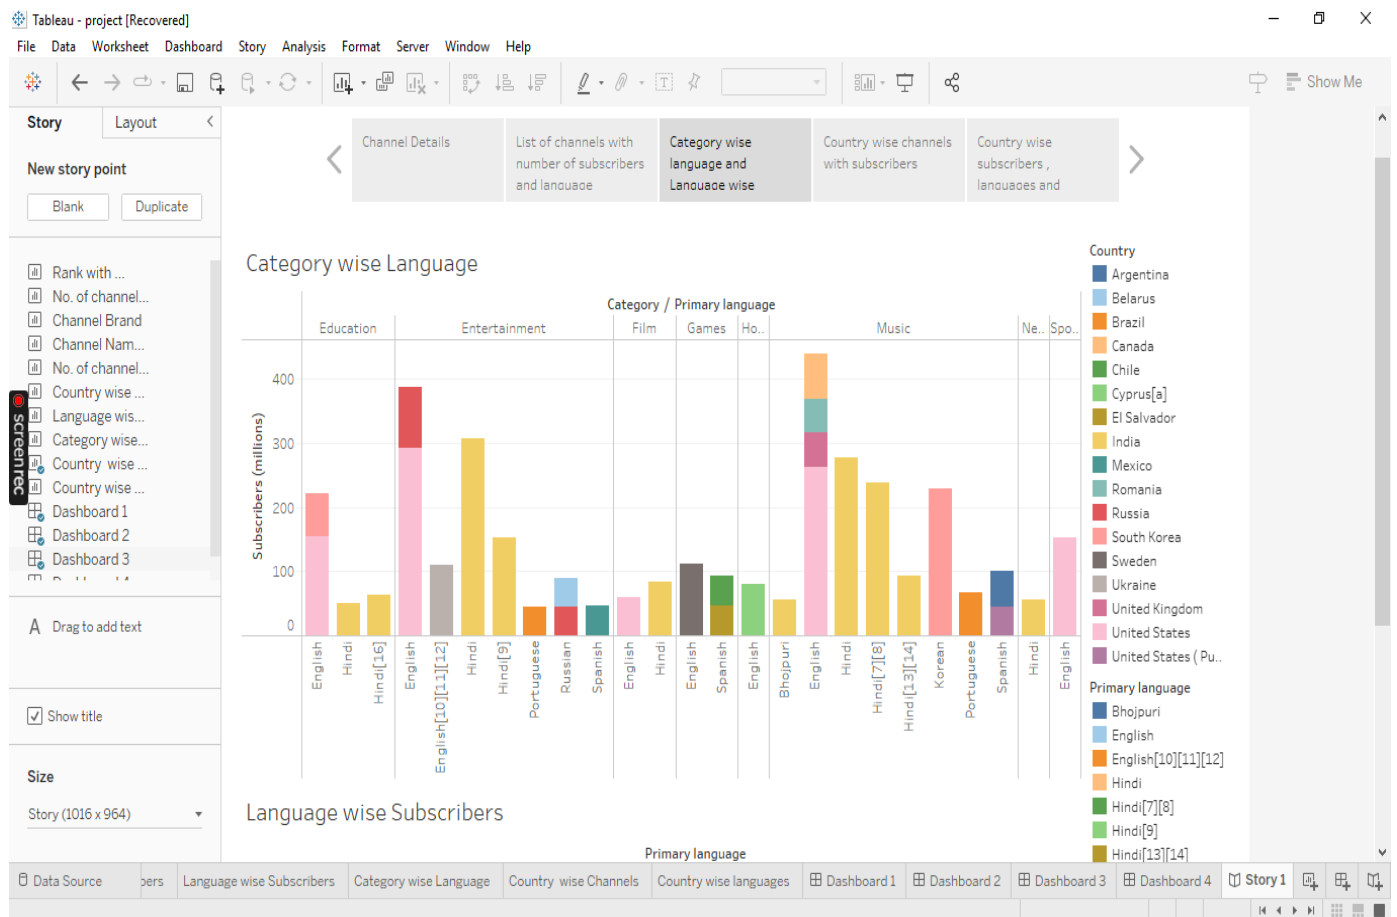 Tableau - project [Recovered]
File Data Worksheet Dashboard Story Analysis Format Server Window Help
Show Me
Story Layout
New story point
Blank Duplicate
Rank with ...
No. of channel...
Channel Brand
Channel Nam...
No. of channel...
Country wise ...
Language wis...
Category wise...
Country wise ...
Country wise ...
Dashboard 1
Dashboard 2
Dashboard 3
screenrec
A Drag to add text
Show title
Size
Story (1016 x 964)
Channel Details
List of channels with
number of subscribers
and language
Category wise
language and
Language wise
Country wise channels
with subscribers
Country wise
subscribers ,
languages and
Category wise Language
Category / Primary language
Education Entertainment Film Games Ho.. Music Ne.. Spo..
Subscribers (millions)
400
300
200
100
0
English
Hindi
Hindi[16]
English
English[10][11][12]
Hindi
Hindi[9]
Portuguese
Russian
Spanish
English
Hindi
English
Spanish
English
Bhojpuri
English
Hindi
Hindi[7][8]
Hindi[13][14]
Korean
Portuguese
Spanish
Hindi
English
Country
Argentina
Belarus
Brazil
Canada
Chile
Cyprus[a]
El Salvador
India
Mexico
Romania
Russia
South Korea
Sweden
Ukraine
United Kingdom
United States
United States ( Pu..
Primary language
Bhojpuri
English
English[10][11][12]
Hindi
Hindi[7][8]
Hindi[9]
Hindi[13][14]
Language wise Subscribers
Primary language
Data Source bers Language wise Subscribers Category wise Language Country wise Channels Country wise languages Dashboard 1 Dashboard 2 Dashboard 3 Dashboard 4 Story 1